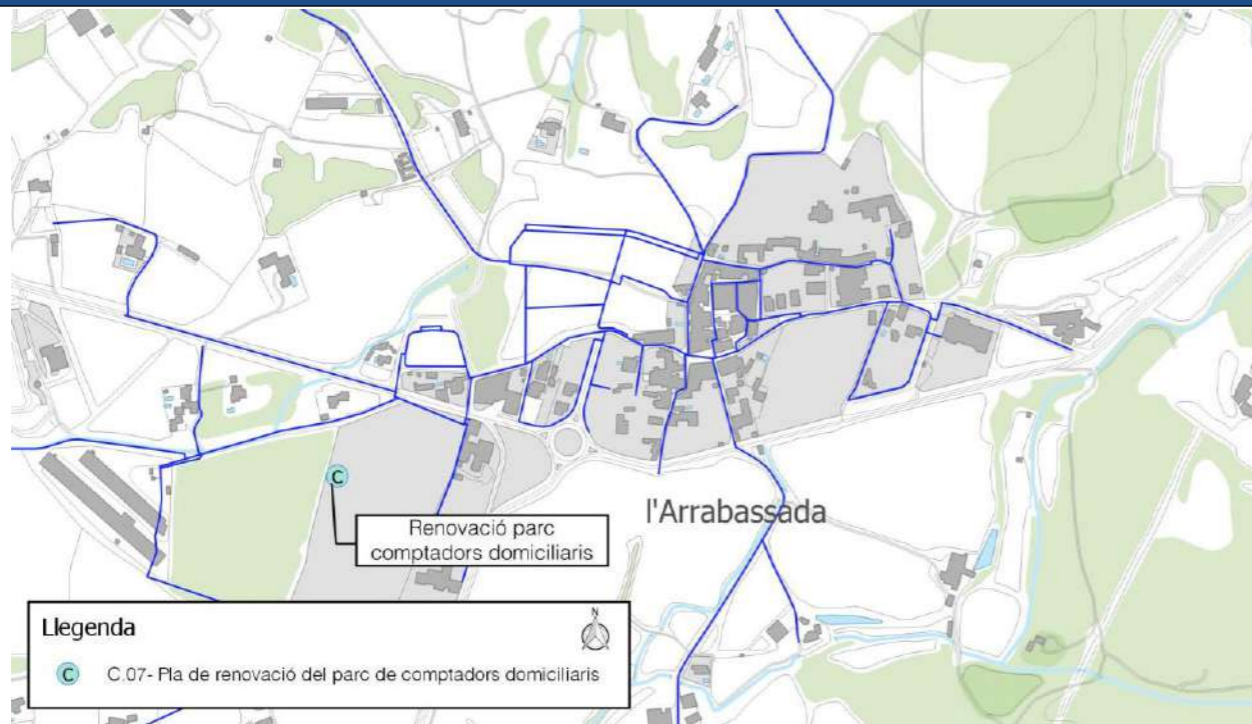 C
Renovació parc
comptadors domiciliaris
l'Arrabassada
Llegenda
N
C C.07- Pla de renovació del parc de comptadors domiciliaris